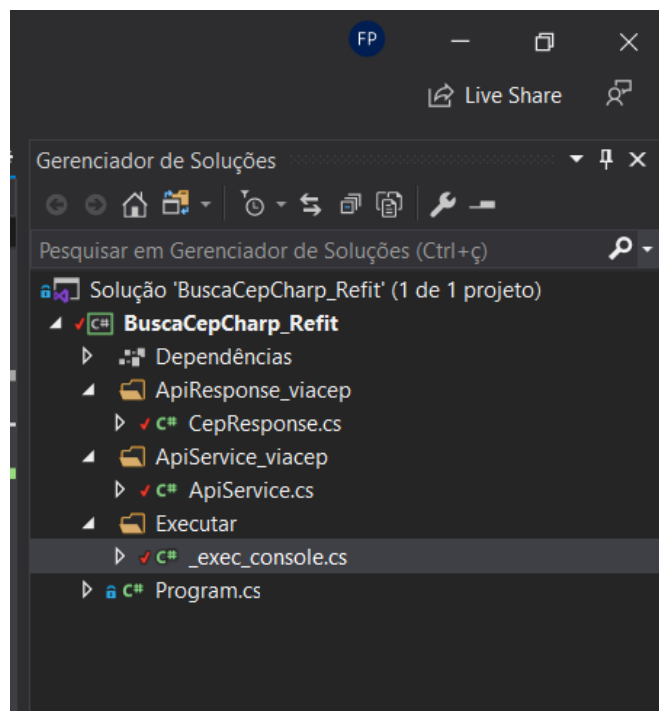 FP
Live Share
Gerenciador de Soluções
Pesquisar em Gerenciador de Soluções (Ctrl+ç)
Solução 'BuscaCepCharp_Refit' (1 de 1 projeto)
C# BuscaCepCharp_Refit
Dependências
ApiResponse_viacep
C# CepResponse.cs
ApiService_viacep
C# ApiService.cs
Executar
C# _exec_console.cs
C# Program.cs